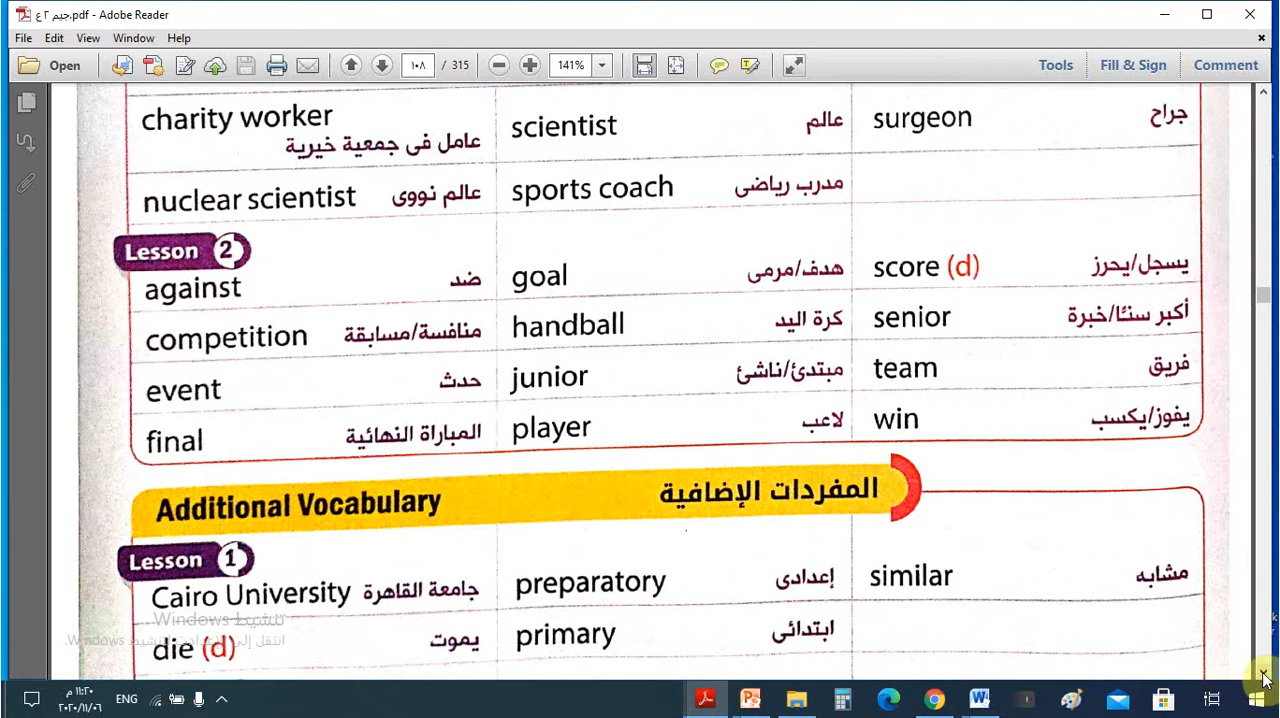 جيم ٢ ع.pdf - Adobe Reader
File Edit View Window Help
Open ١٠٨ / 315 141% Tools Fill & Sign Comment
charity worker عامل فى جمعية خيرية scientist عالم surgeon جراح
nuclear scientist عالم نووى sports coach مدرب رياضى
Lesson 2
against ضد goal هدف/مرمى score (d) يسجل/يحرز
competition منافسة/مسابقة handball كرة اليد senior أكبر سنًا/خبرة
event حدث junior مبتدئ/ناشئ team فريق
final المباراة النهائية player لاعب win يفوز/يكسب
Additional Vocabulary المفردات الإضافية
Lesson 1
Cairo University جامعة القاهرة preparatory إعدادى similar مشابه
تنشيط Windows
die (d) يموت primary ابتدائى
ENG ١١:٢٠ م
٢٠٢٠/١١/٠٦